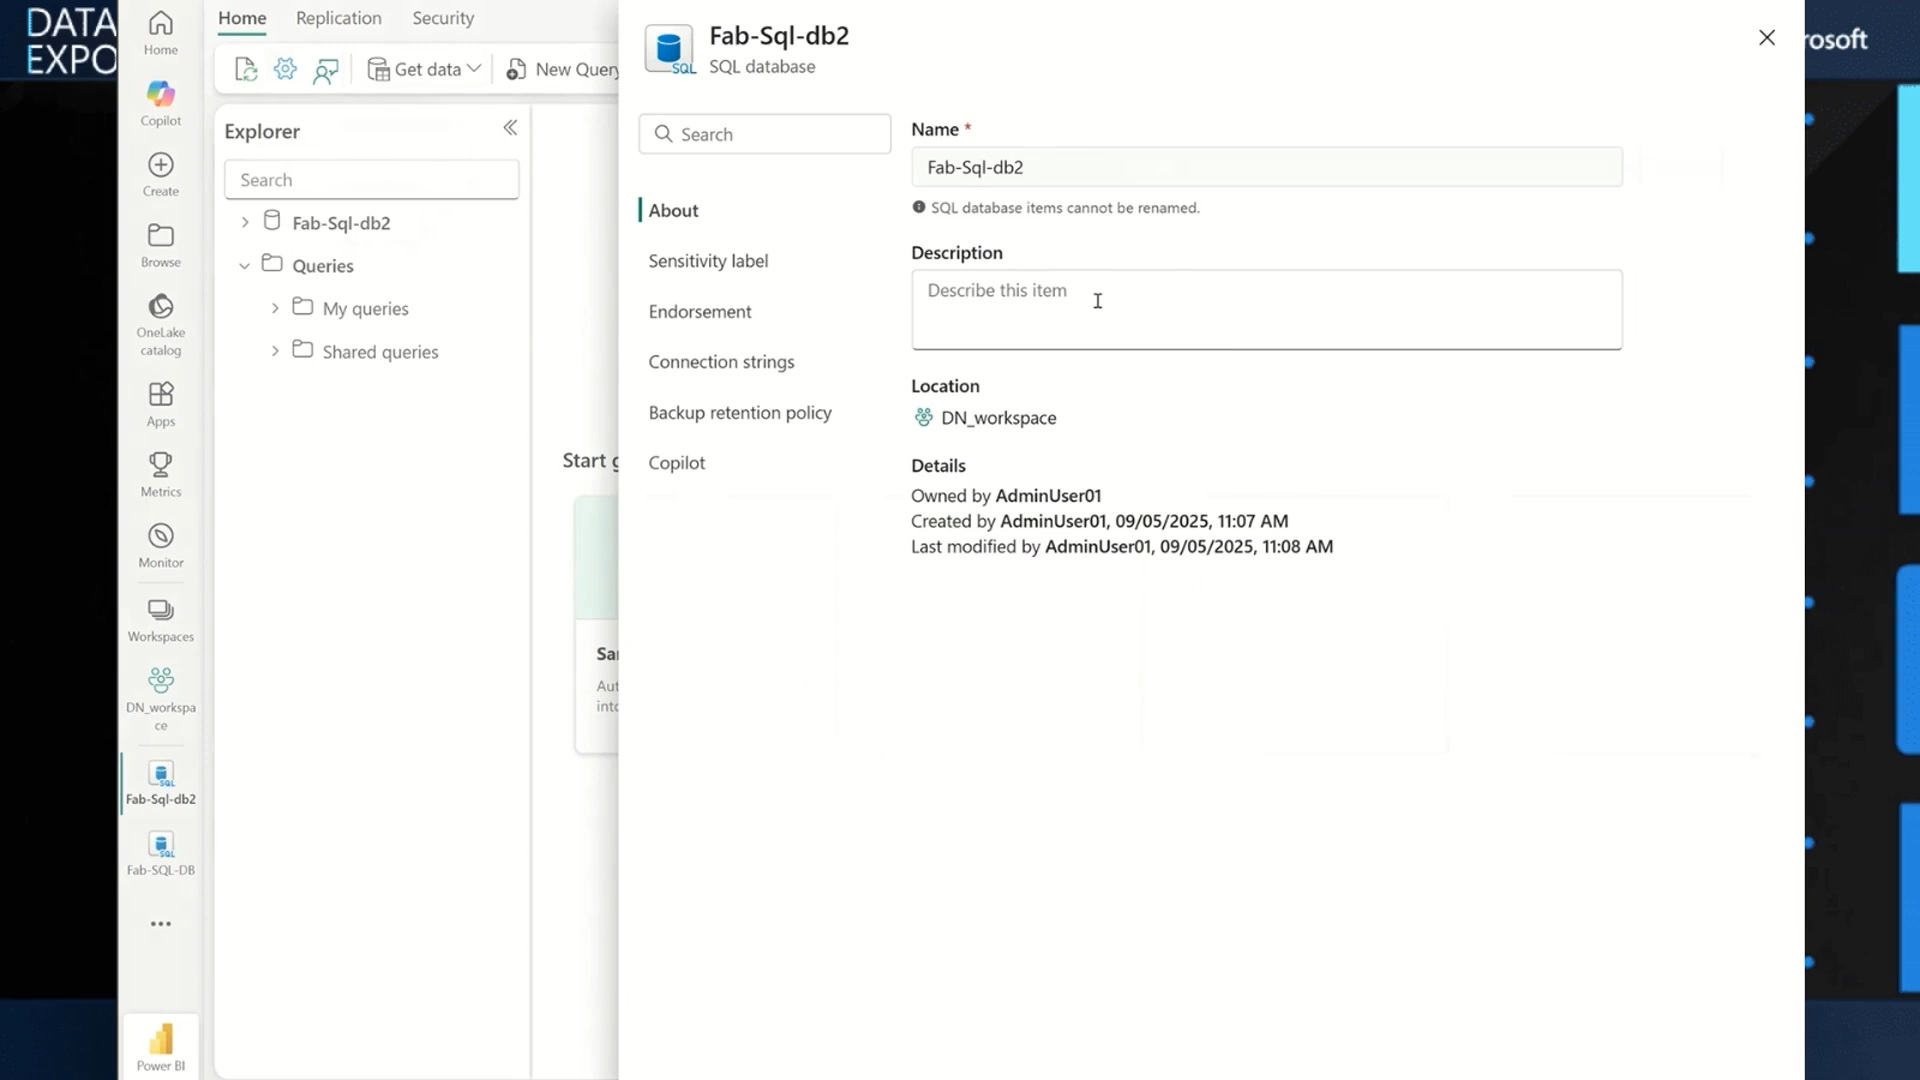 DATA
EXPO
rosoft
Home
Copilot
Create
Browse
OneLake
catalog
Apps
Metrics
Monitor
Workspaces
DN_workspa
ce
Fab-Sql-db2
Fab-SQL-DB
Power BI
Home Replication Security
Get data New Query
Explorer
Search
Fab-Sql-db2
Queries
My queries
Shared queries
Start g
Sa
Aut
into
SQL
Fab-Sql-db2
SQL database
Search
About
Sensitivity label
Endorsement
Connection strings
Backup retention policy
Copilot
Name *
Fab-Sql-db2
SQL database items cannot be renamed.
Description
Describe this item
Location
DN_workspace
Details
Owned by AdminUser01
Created by AdminUser01, 09/05/2025, 11:07 AM
Last modified by AdminUser01, 09/05/2025, 11:08 AM